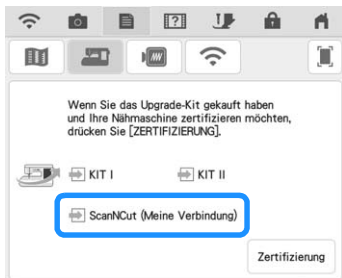 Wenn Sie das Upgrade-Kit gekauft haben
und Ihre Nähmaschine zertifizieren möchten,
drücken Sie [ZERTIFIZIERUNG].
KIT I KIT II
ScanNCut (Meine Verbindung)
Zertifizierung